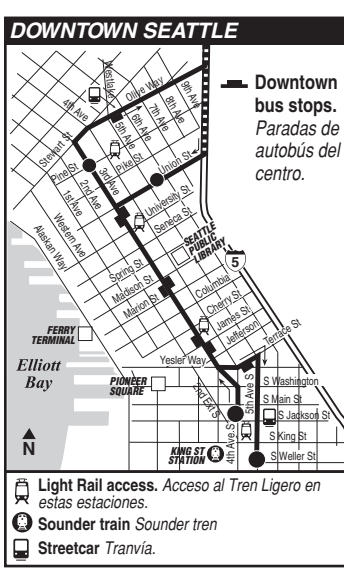 DOWNTOWN SEATTLE
Downtown
bus stops.
Paradas de
autobús del
centro.
Westlake
Olive Way
9th Ave
8th Ave
7th Ave
6th Ave
5th Ave
4th Ave
Stewart St
Pine St
Pike St
Union St
3rd Ave
2nd Ave
1st Ave
Western Ave
Alaskan Way
University St
Seneca St
SEATTLE
PUBLIC
LIBRARY
5
Spring St
Madison St
Marion St
Columbia
Cherry St
James St
Jefferson
Terrace St
FERRY
TERMINAL
Yesler Way
Elliott
Bay
PIONEER
SQUARE
2nd Ext S
5th Ave S
4th Ave S
S Washington
S Main St
S Jackson St
S King St
S Weller St
N
KING ST
STATION
Light Rail access. Acceso al Tren Ligero en
estas estaciones.
Sounder train Sounder tren
Streetcar Tranvía.